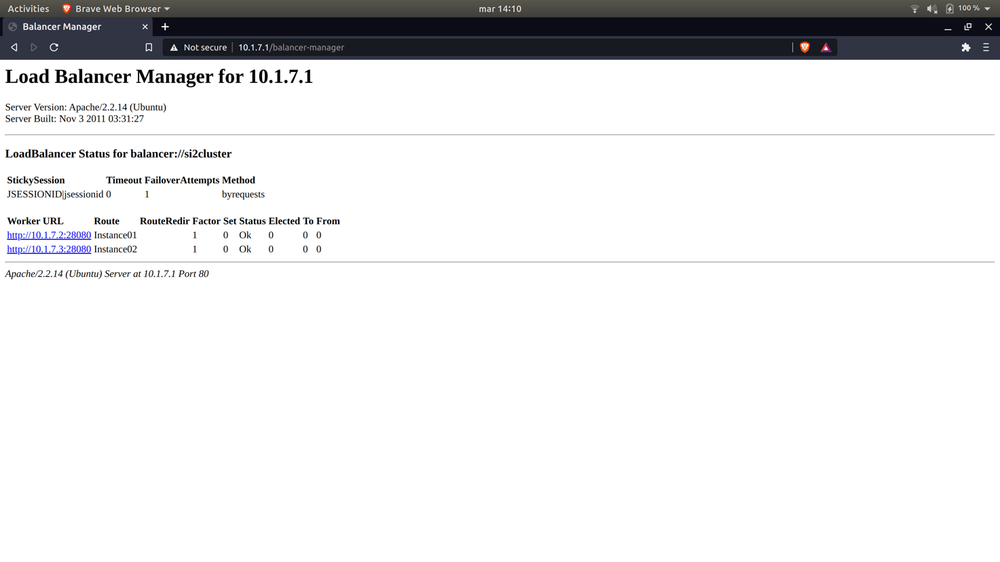 Activities Brave Web Browser mar 14:10 100 %
Balancer Manager
Not secure 10.1.7.1/balancer-manager
Load Balancer Manager for 10.1.7.1
Server Version: Apache/2.2.14 (Ubuntu)
Server Built: Nov 3 2011 03:31:27
LoadBalancer Status for balancer://si2cluster
StickySession Timeout FailoverAttempts Method
JSESSIONID|jsessionid 0 1 byrequests
Worker URL Route RouteRedir Factor Set Status Elected To From
http://10.1.7.2:28080 Instance01 1 0 Ok 0 0 0
http://10.1.7.3:28080 Instance02 1 0 Ok 0 0 0
Apache/2.2.14 (Ubuntu) Server at 10.1.7.1 Port 80